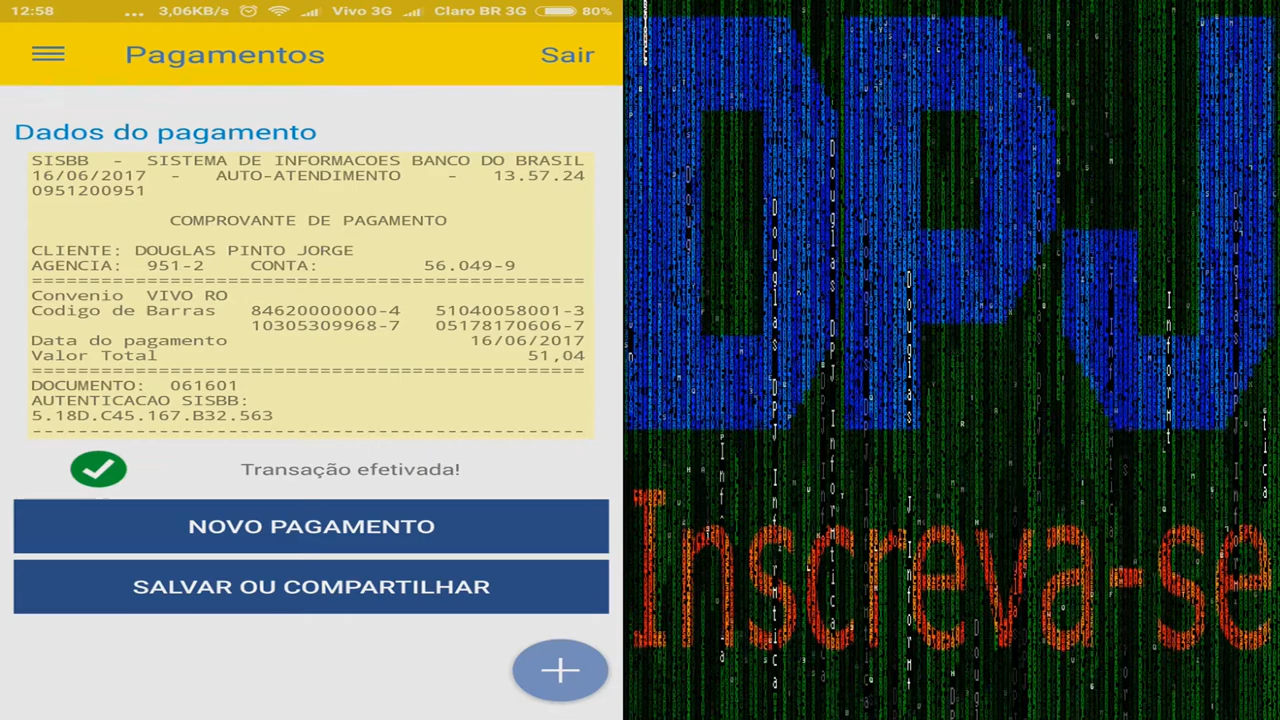 12:58 ... 3,06KB/s Vivo 3G Claro BR 3G 80%
Pagamentos Sair
Dados do pagamento
SISBB - SISTEMA DE INFORMACOES BANCO DO BRASIL
16/06/2017 - AUTO-ATENDIMENTO - 13.57.24
0951200951
COMPROVANTE DE PAGAMENTO
CLIENTE: DOUGLAS PINTO JORGE
AGENCIA: 951-2 CONTA: 56.049-9
================================================
Convenio VIVO RO
Codigo de Barras 84620000000-4 51040058001-3
10305309968-7 05178170606-7
Data do pagamento 16/06/2017
Valor Total 51,04
================================================
DOCUMENTO: 061601
AUTENTICACAO SISBB:
5.18D.C45.167.B32.563
------------------------------------------------
Transação efetivada!
NOVO PAGAMENTO
SALVAR OU COMPARTILHAR
DPJ
Inscreva-se